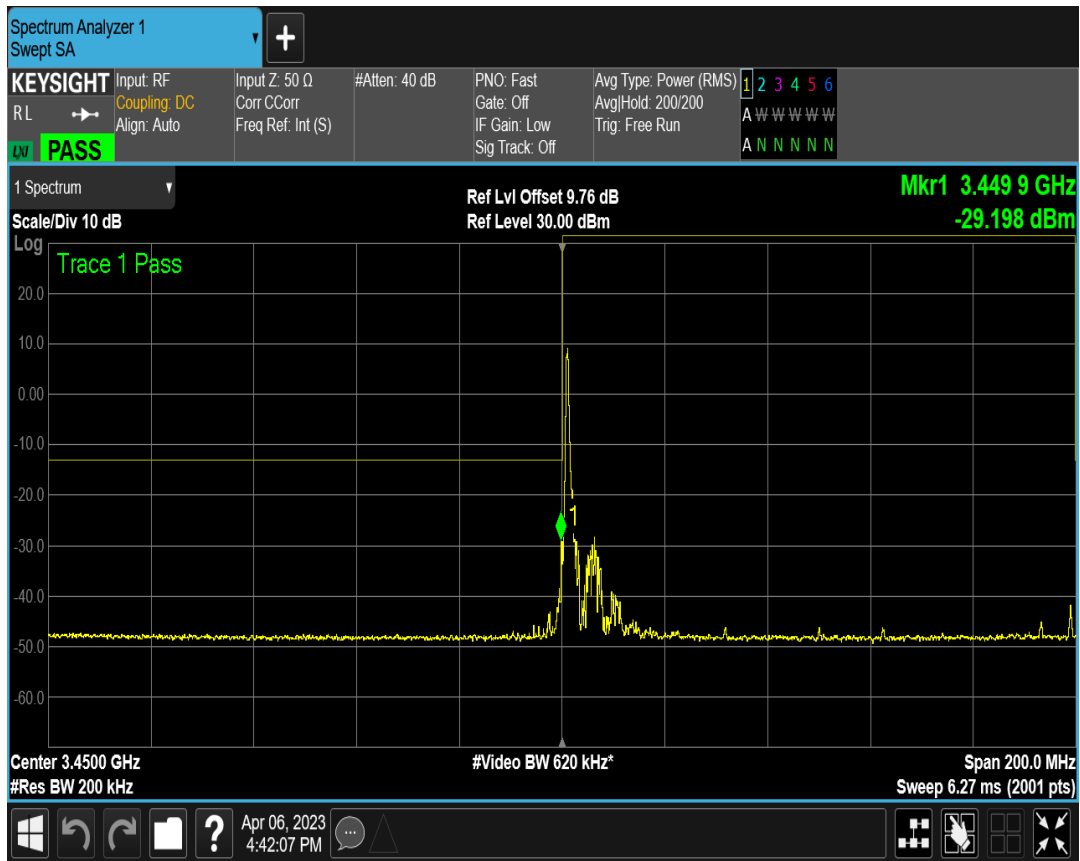 Spectrum Analyzer 1
Swept SA
+
KEYSIGHT
RL
LXI PASS
Input: RF
Coupling: DC
Align: Auto
Input Z: 50 Ω
Corr CCorr
Freq Ref: Int (S)
#Atten: 40 dB
PNO: Fast
Gate: Off
IF Gain: Low
Sig Track: Off
Avg Type: Power (RMS)
Avg|Hold: 200/200
Trig: Free Run
1 2 3 4 5 6
A W W W W W
A N N N N N
1 Spectrum
Scale/Div 10 dB
Ref Lvl Offset 9.76 dB
Ref Level 30.00 dBm
Mkr1 3.449 9 GHz
-29.198 dBm
Log
Trace 1 Pass
20.0
10.0
0.00
-10.0
-20.0
-30.0
-40.0
-50.0
-60.0
Center 3.4500 GHz
#Res BW 200 kHz
#Video BW 620 kHz*
Span 200.0 MHz
Sweep 6.27 ms (2001 pts)
?
Apr 06, 2023
4:42:07 PM